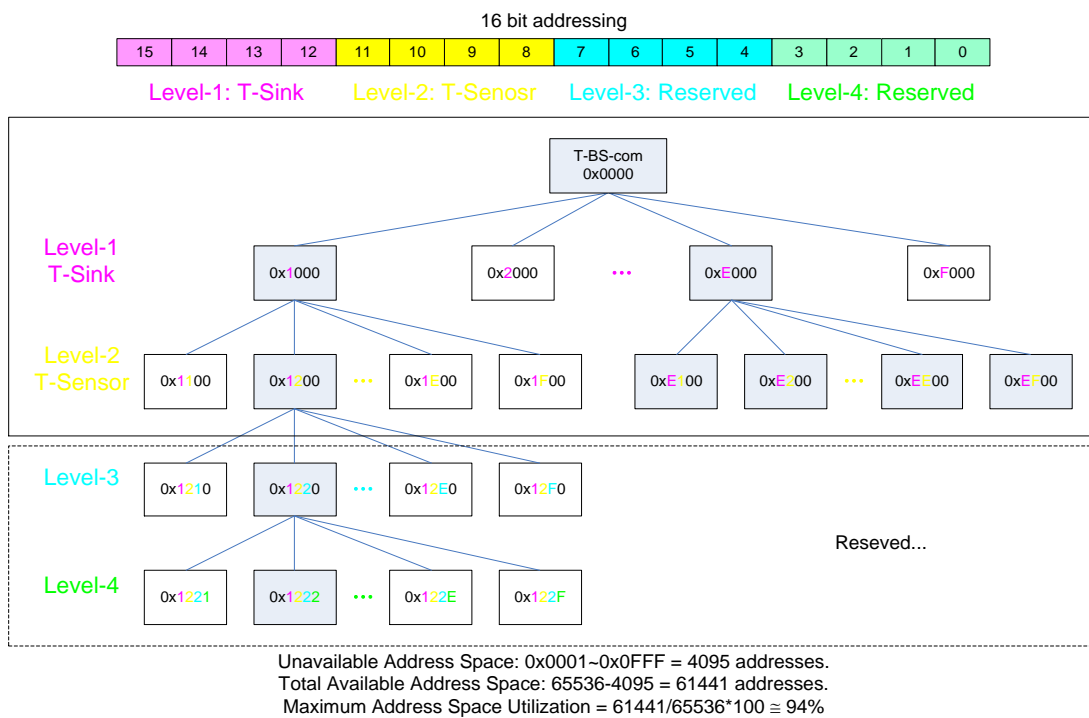 16 bit addressing
15 14 13 12 11 10 9 8 7 6 5 4 3 2 1 0
Level-1: T-Sink Level-2: T-Senosr Level-3: Reserved Level-4: Reserved
T-BS-com
0x0000
Level-1
T-Sink
0x1000 0x2000 ... 0xE000 0xF000
Level-2
T-Sensor
0x1100 0x1200 ... 0x1E00 0x1F00 0xE100 0xE200 ... 0xEE00 0xEF00
Level-3
0x1210 0x1220 ... 0x12E0 0x12F0
Reseved...
Level-4
0x1221 0x1222 ... 0x122E 0x122F
Unavailable Address Space: 0x0001~0x0FFF = 4095 addresses.
Total Available Address Space: 65536-4095 = 61441 addresses.
Maximum Address Space Utilization = 61441/65536*100 ≅ 94%